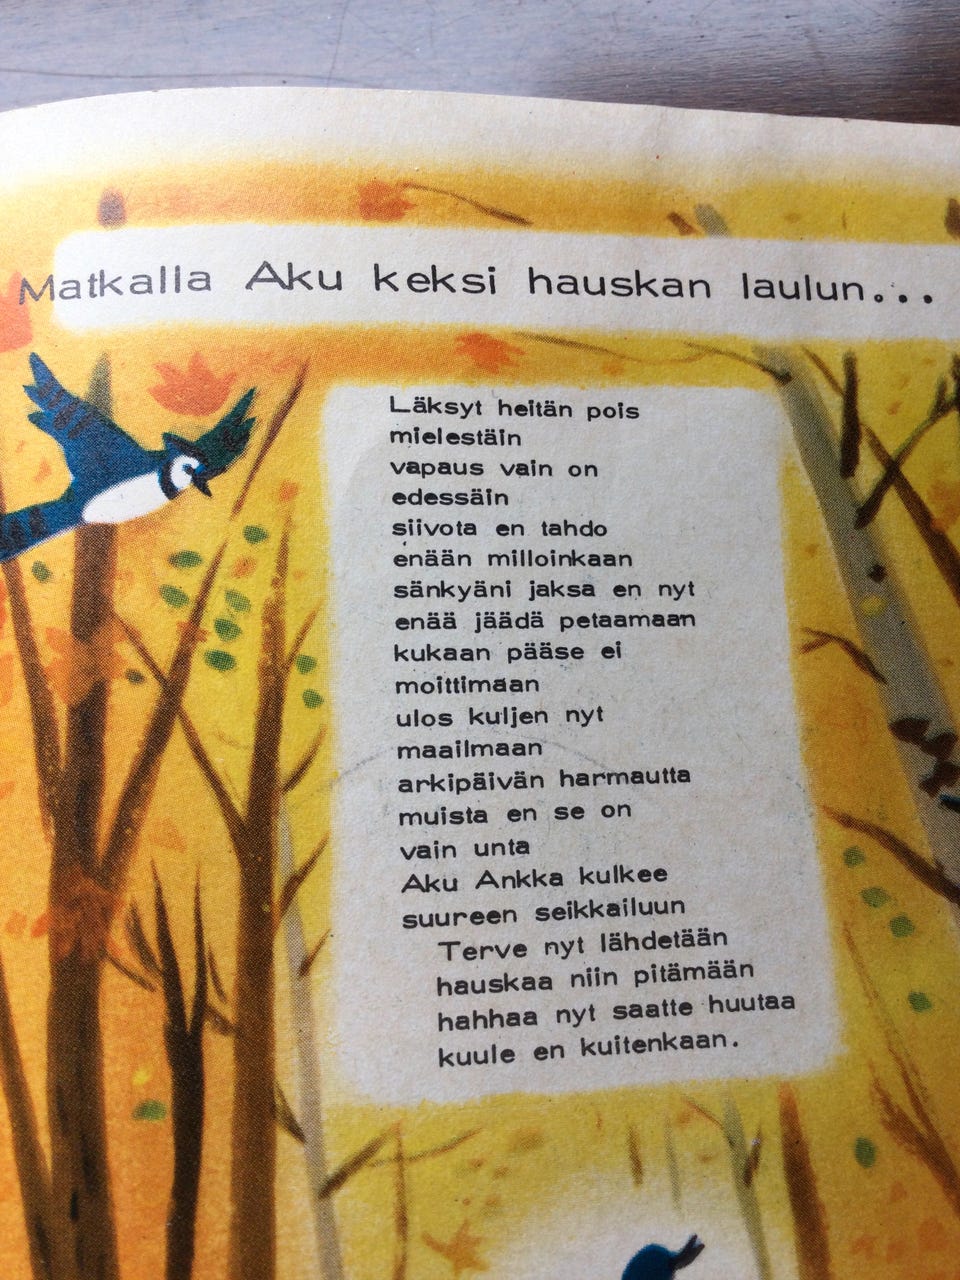 Matkalla Aku keksi hauskan laulun...
Läksyt heitän pois
mielestäin
vapaus vain on
edessäin
siivota en tahdo
enään milloinkaan
sänkyäni jaksa en nyt
enää jäädä petaamaan
kukaan pääse ei
moittimaan
ulos kuljen nyt
maailmaan
arkipäivän harmautta
muista en se on
vain unta
Aku Ankka kulkee
suureen seikkailuun
Terve nyt lähdetään
hauskaa niin pitämään
hahhaa nyt saatte huutaa
kuule en kuitenkaan.